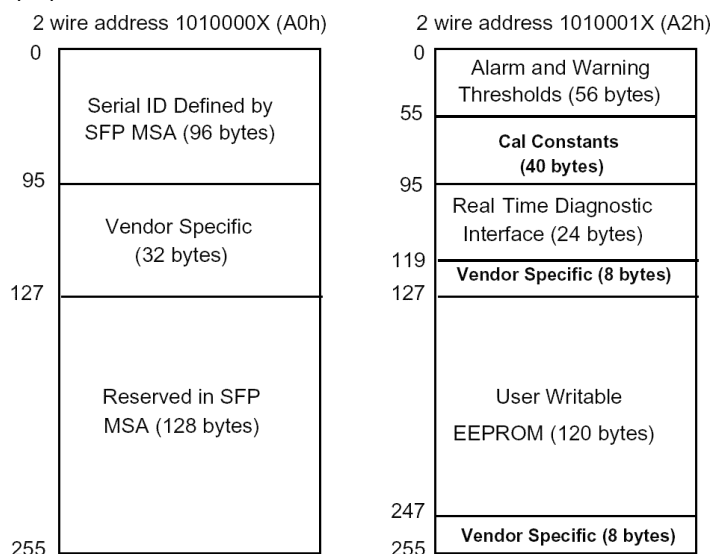 2 wire address 1010000X (A0h)
0
Serial ID Defined by
SFP MSA (96 bytes)
95
Vendor Specific
(32 bytes)
127
Reserved in SFP
MSA (128 bytes)
255
2 wire address 1010001X (A2h)
0
Alarm and Warning
Thresholds (56 bytes)
55
Cal Constants
(40 bytes)
95
Real Time Diagnostic
Interface (24 bytes)
119
Vendor Specific (8 bytes)
127
User Writable
EEPROM (120 bytes)
247
Vendor Specific (8 bytes)
255